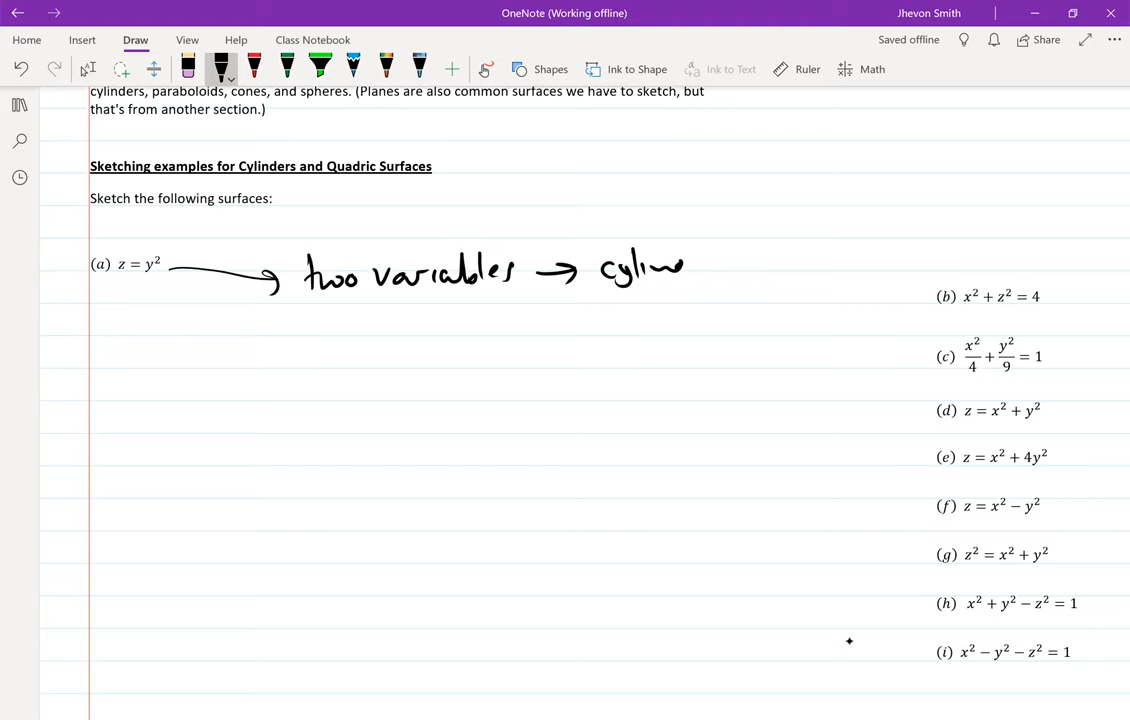 OneNote (Working offline)
Jhevon Smith
Home Insert Draw View Help Class Notebook
Saved offline
Share
Shapes
Ink to Shape
Ink to Text
Ruler
Math
cylinders, paraboloids, cones, and spheres. (Planes are also common surfaces we have to sketch, but
that's from another section.)
Sketching examples for Cylinders and Quadric Surfaces
Sketch the following surfaces:
(a) z = y² → two variables → cylin
(b) x² + z² = 4
(c) x²/4 + y²/9 = 1
(d) z = x² + y²
(e) z = x² + 4y²
(f) z = x² − y²
(g) z² = x² + y²
(h) x² + y² − z² = 1
(i) x² − y² − z² = 1